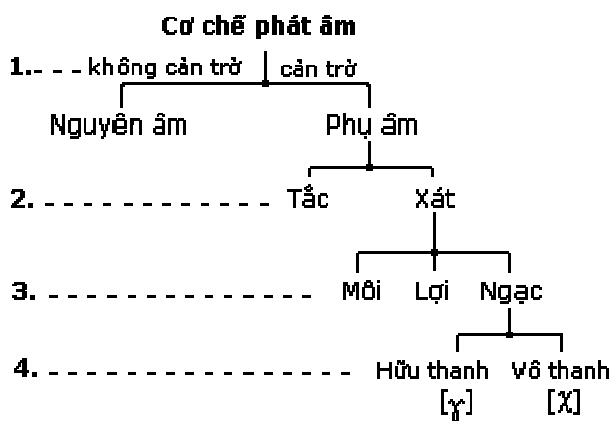 Cơ chế phát âm
1. - - - không cản trở cản trở
Nguyên âm Phụ âm
2. - - - - - - - - - - - - - Tắc Xát
3. - - - - - - - - - - - - - - Môi Lợi Ngạc
4. - - - - - - - - - - - - - - - - Hữu thanh Vô thanh
[ɣ] [χ]